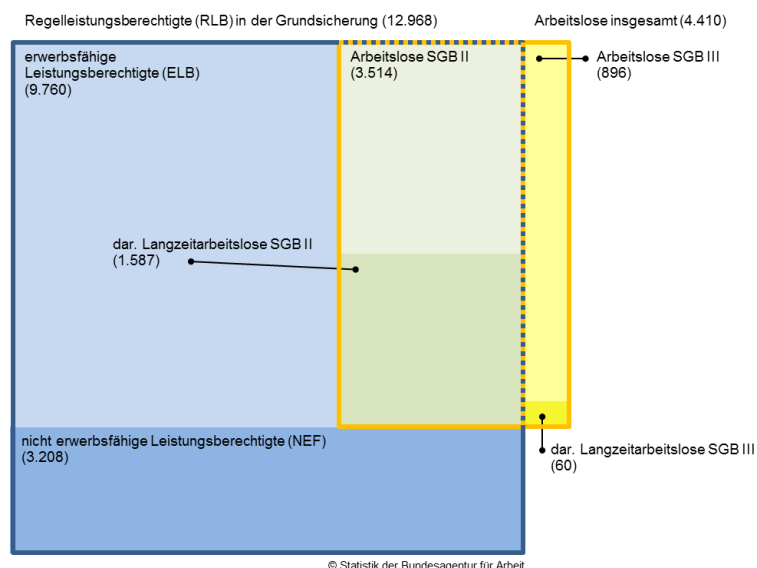 Regelleistungsberechtigte (RLB) in der Grundsicherung (12.968)
Arbeitslose insgesamt (4.410)
erwerbsfähige
Leistungsberechtigte (ELB)
(9.760)
Arbeitslose SGB II
(3.514)
Arbeitslose SGB III
(896)
dar. Langzeitarbeitslose SGB II
(1.587)
nicht erwerbsfähige Leistungsberechtigte (NEF)
(3.208)
dar. Langzeitarbeitslose SGB III
(60)
© Statistik der Bundesagentur für Arbeit